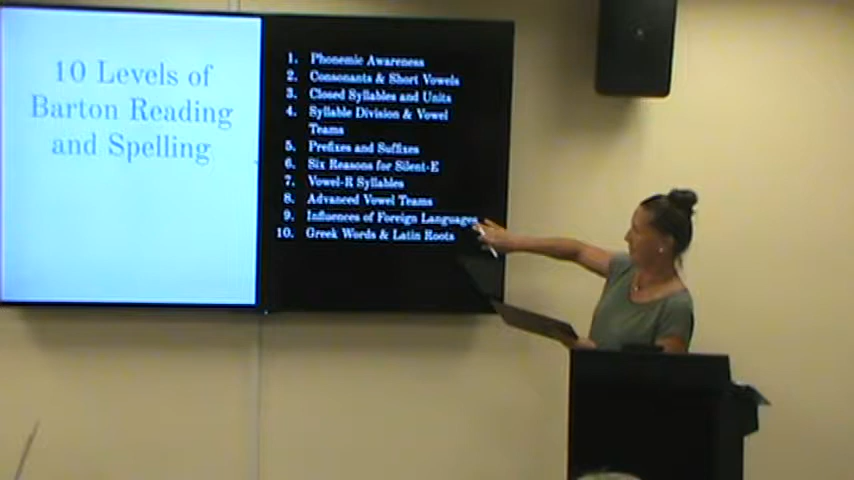 10 Levels of
Barton Reading
and Spelling
1. Phonemic Awareness
2. Consonants & Short Vowels
3. Closed Syllables and Units
4. Syllable Division & Vowel
Teams
5. Prefixes and Suffixes
6. Six Reasons for Silent-E
7. Vowel-R Syllables
8. Advanced Vowel Teams
9. Influences of Foreign Languages
10. Greek Words & Latin Roots